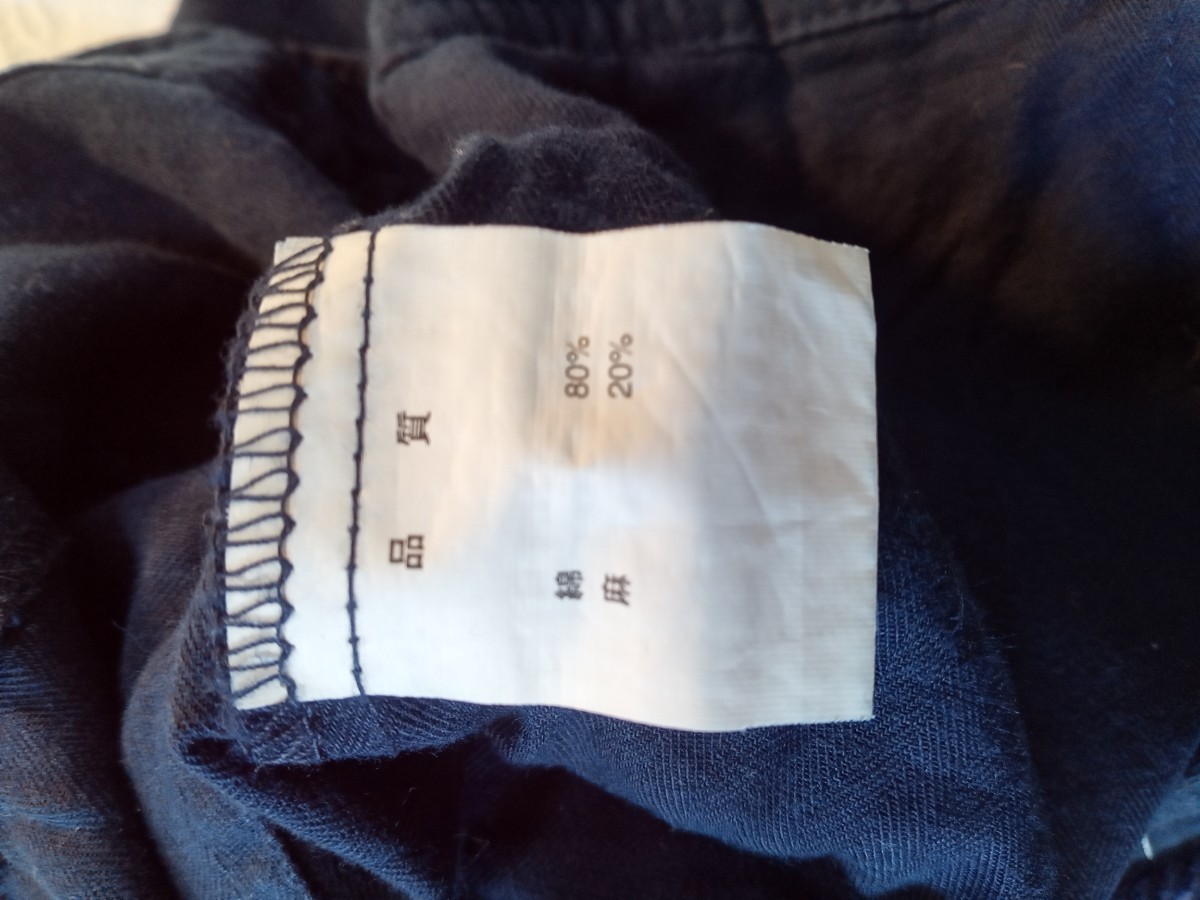 品 質
綿 80%
麻 20%